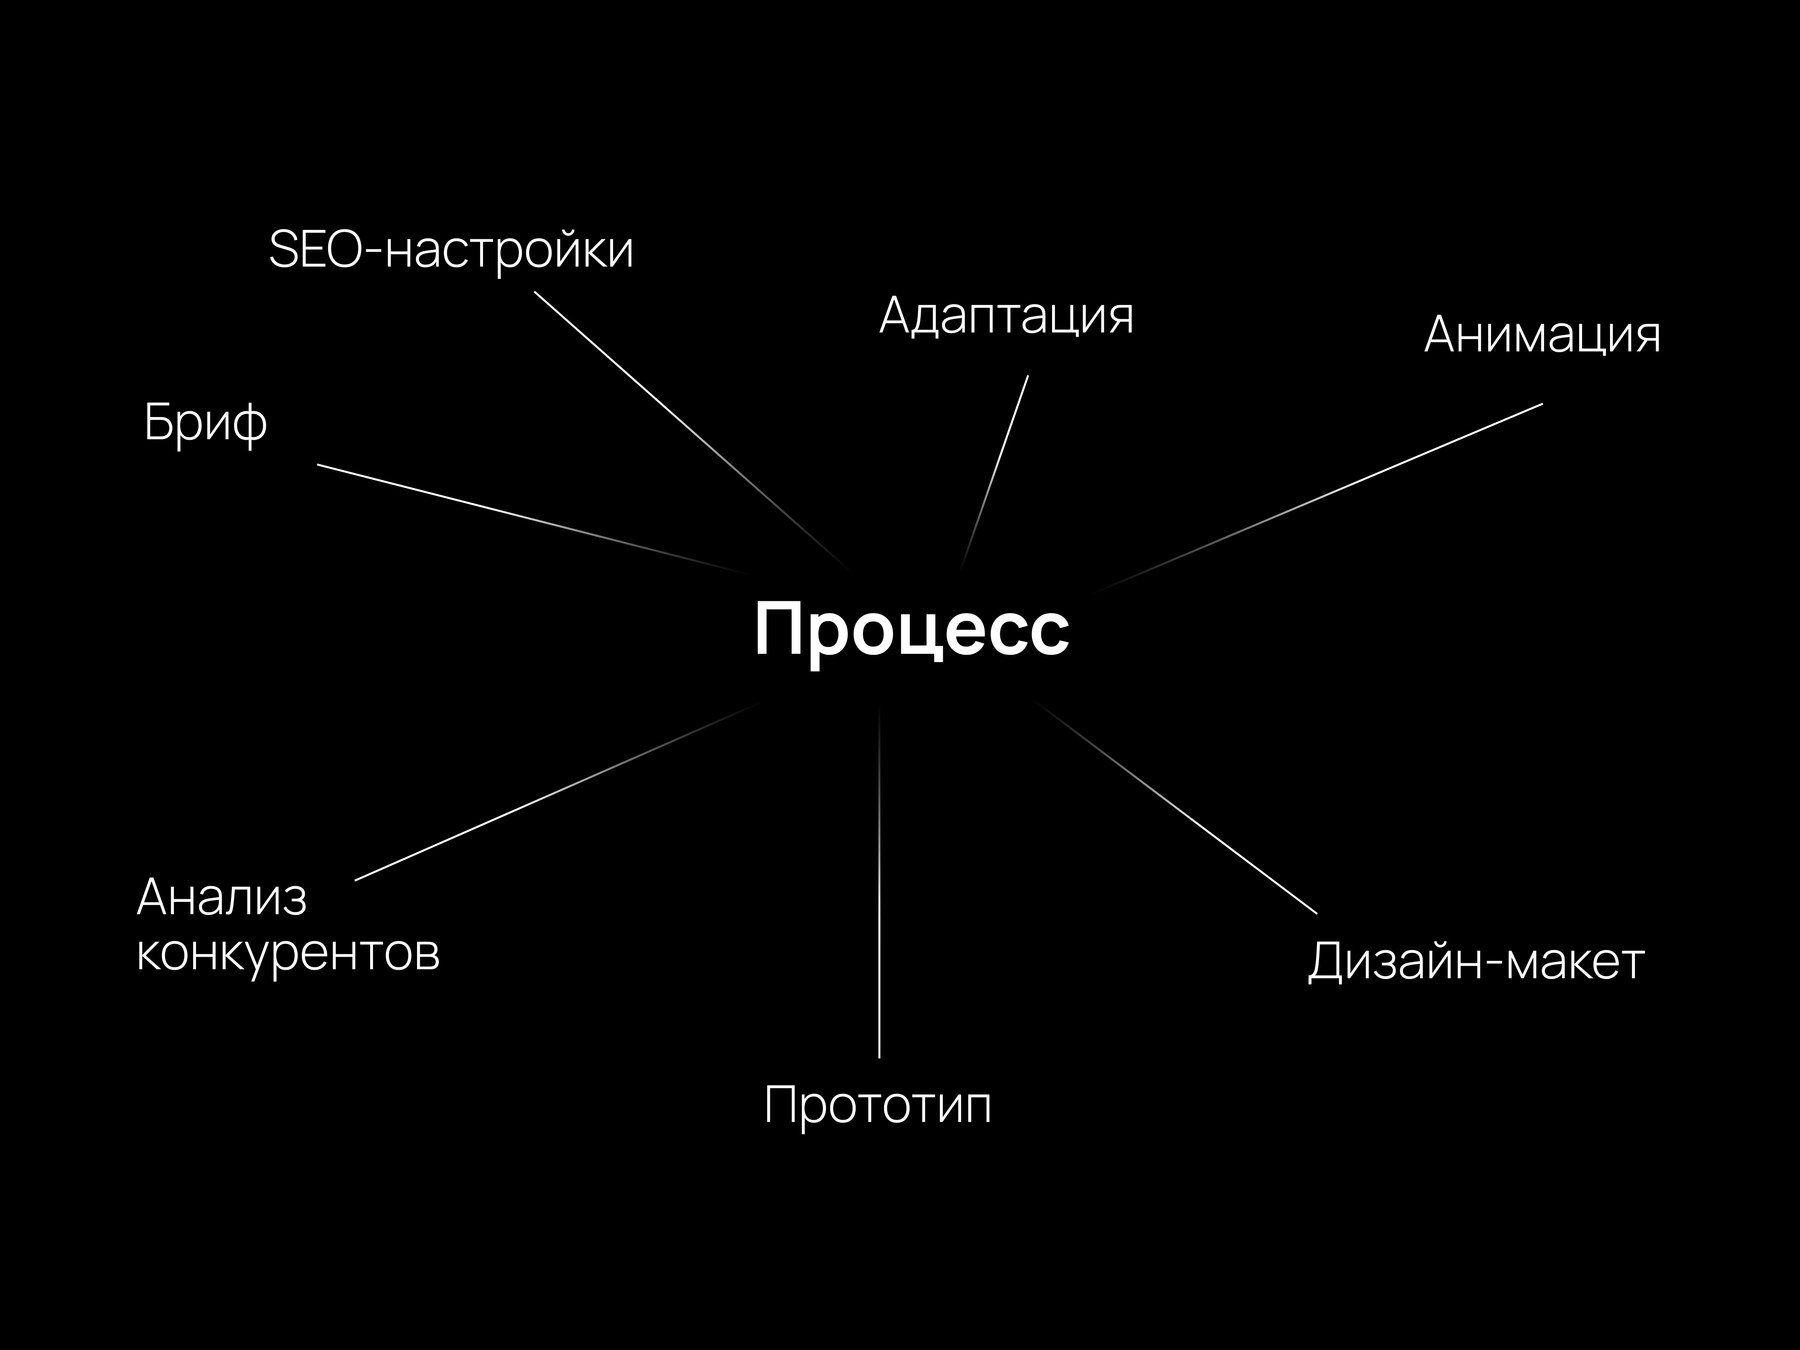 SEO-настройки
Адаптация
Анимация
Бриф
Процесс
Анализ
конкурентов
Дизайн-макет
Прототип